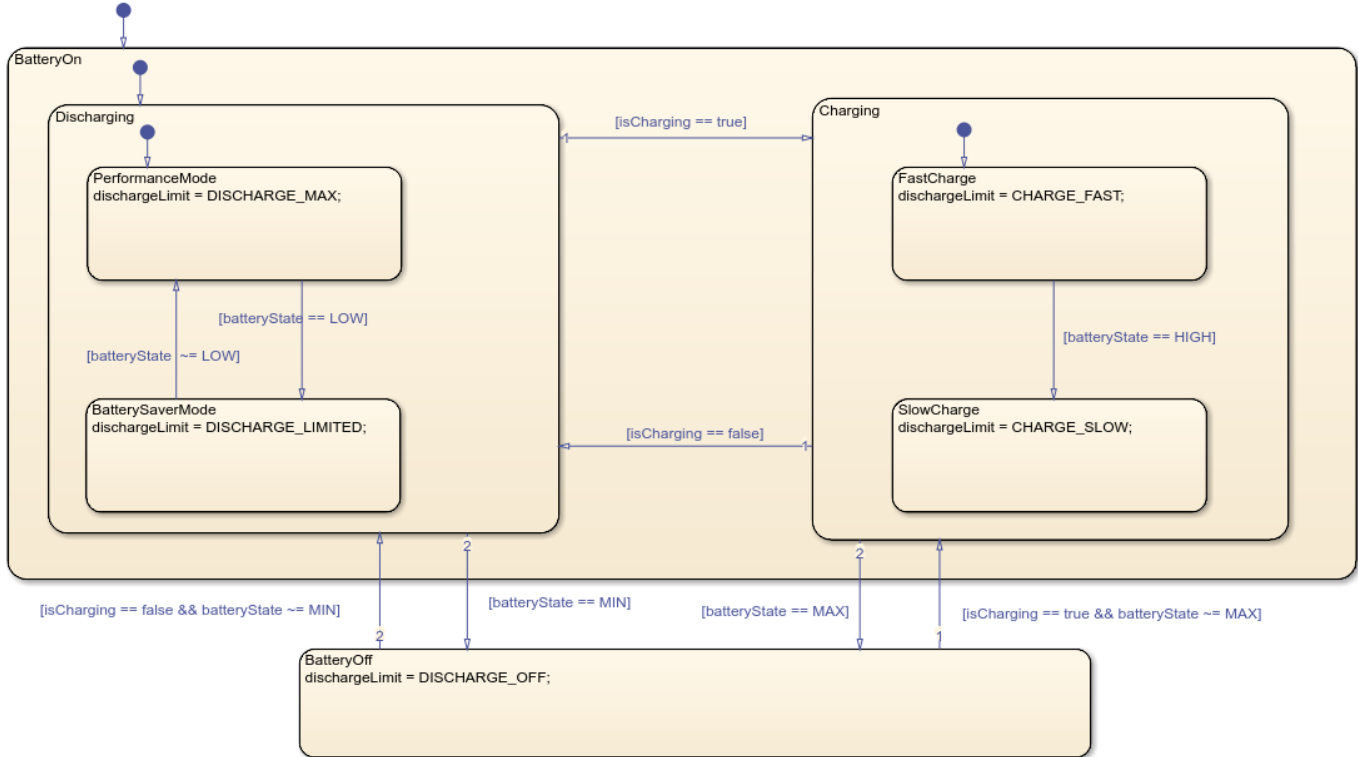 BatteryOn
Discharging
PerformanceMode
dischargeLimit = DISCHARGE_MAX;
[batteryState == LOW]
[batteryState ~= LOW]
BatterySaverMode
dischargeLimit = DISCHARGE_LIMITED;
1
[isCharging == true]
[isCharging == false]
1
Charging
FastCharge
dischargeLimit = CHARGE_FAST;
[batteryState == HIGH]
SlowCharge
dischargeLimit = CHARGE_SLOW;
[isCharging == false && batteryState ~= MIN]
2
2
[batteryState == MIN]
[batteryState == MAX]
2
1
[isCharging == true && batteryState ~= MAX]
BatteryOff
dischargeLimit = DISCHARGE_OFF;